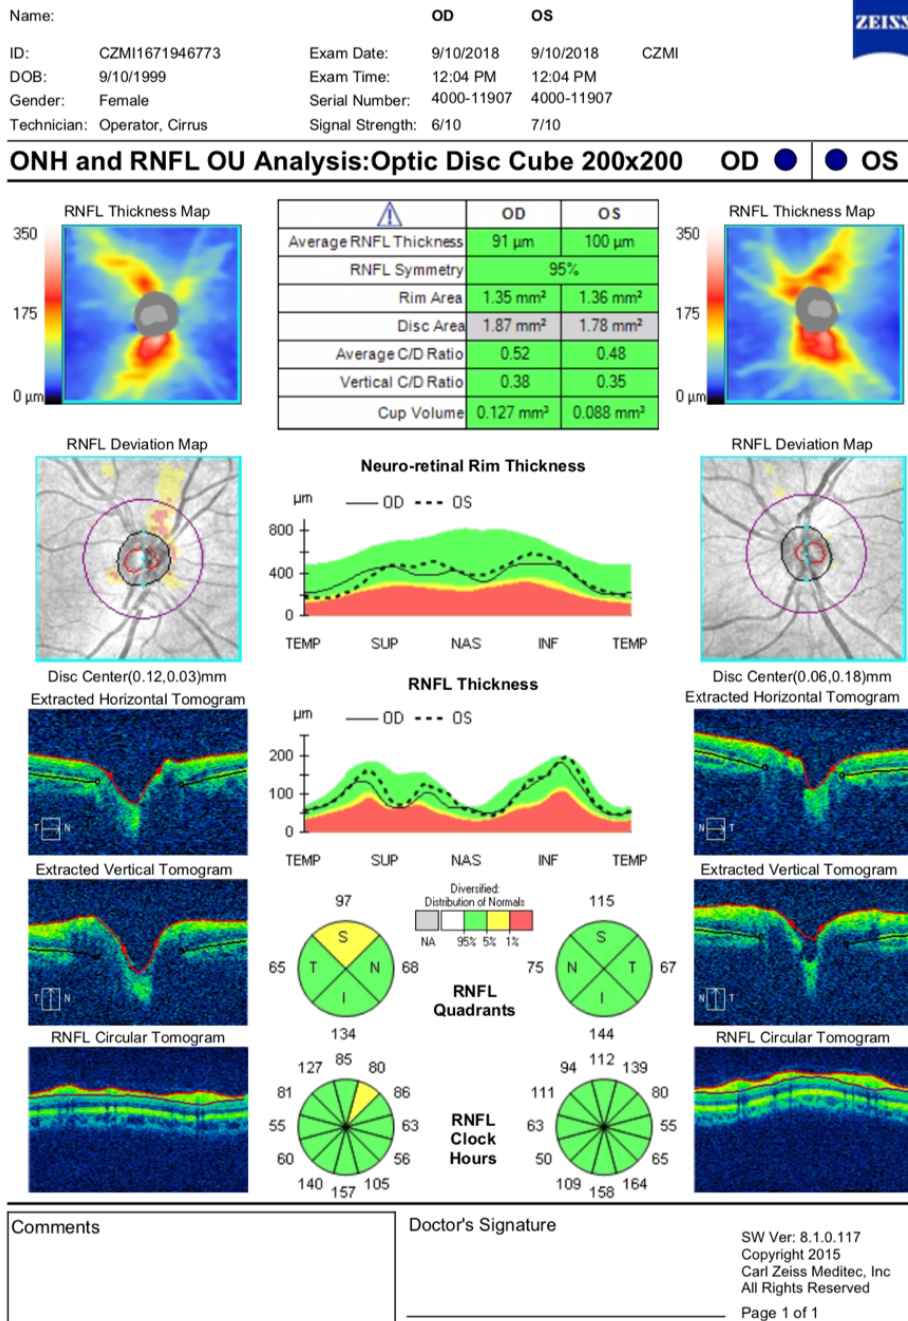 Name: OD OS
ZEISS
ID: CZMI1671946773 Exam Date: 9/10/2018 9/10/2018 CZMI
DOB: 9/10/1999 Exam Time: 12:04 PM 12:04 PM
Gender: Female Serial Number: 4000-11907 4000-11907
Technician: Operator, Cirrus Signal Strength: 6/10 7/10
ONH and RNFL OU Analysis:Optic Disc Cube 200x200 OD OS
RNFL Thickness Map
350
175
0 µm
OD OS
Average RNFL Thickness 91 µm 100 µm
RNFL Symmetry 95%
Rim Area 1.35 mm² 1.36 mm²
Disc Area 1.87 mm² 1.78 mm²
Average C/D Ratio 0.52 0.48
Vertical C/D Ratio 0.38 0.35
Cup Volume 0.127 mm³ 0.088 mm³
RNFL Thickness Map
350
175
0 µm
RNFL Deviation Map
Disc Center(0.12,0.03)mm
Neuro-retinal Rim Thickness
µm OD OS
800
400
0
TEMP SUP NAS INF TEMP
RNFL Deviation Map
Disc Center(0.06,0.18)mm
Extracted Horizontal Tomogram
T N
RNFL Thickness
µm OD OS
200
100
0
TEMP SUP NAS INF TEMP
Extracted Horizontal Tomogram
N T
Extracted Vertical Tomogram
T N
Extracted Vertical Tomogram
N T
Diversified:
Distribution of Normals
NA 95% 5% 1%
97
S
65 T N 68
I
134
RNFL
Quadrants
115
S
75 N T 67
I
144
RNFL Circular Tomogram
127 85 80
81 86
55 63
60 56
140 157 105
RNFL
Clock
Hours
94 112 139
111 80
63 55
50 65
109 158 164
RNFL Circular Tomogram
Comments
Doctor's Signature
SW Ver: 8.1.0.117
Copyright 2015
Carl Zeiss Meditec, Inc
All Rights Reserved
Page 1 of 1